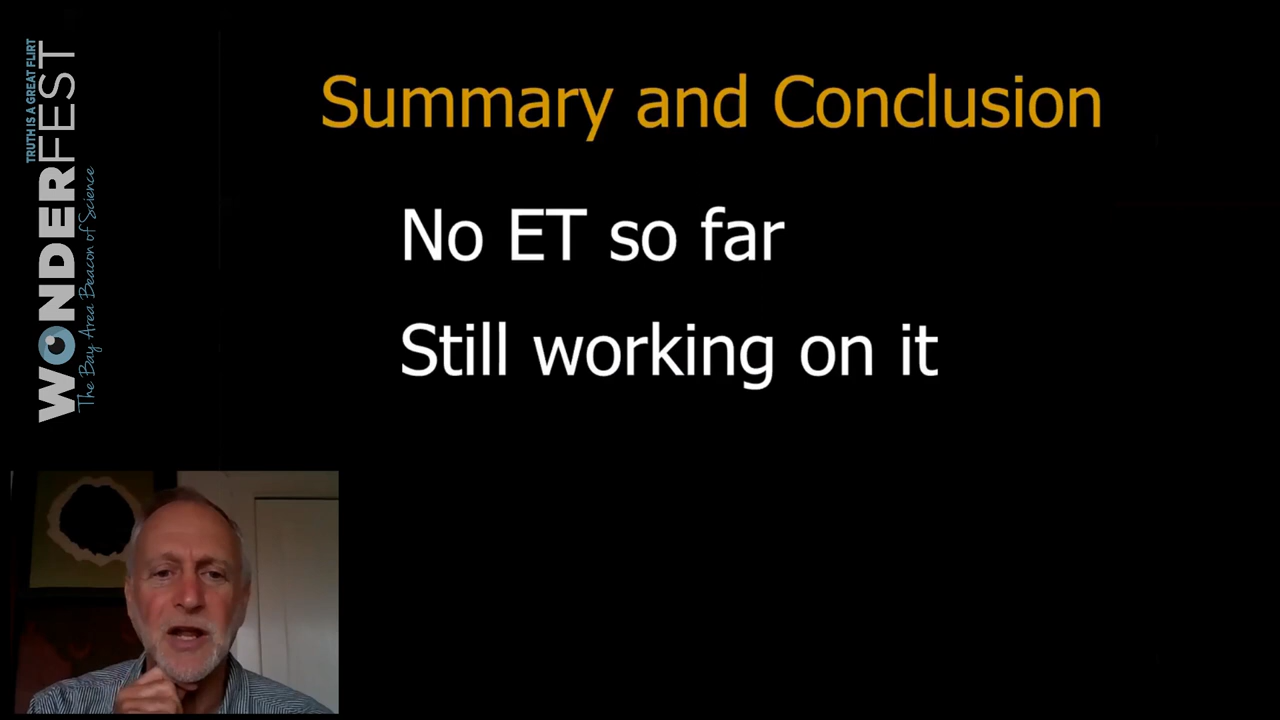 TRUTH IS A GREAT FLIRT
WONDERFEST
The Bay Area Beacon of Science
Summary and Conclusion
No ET so far
Still working on it